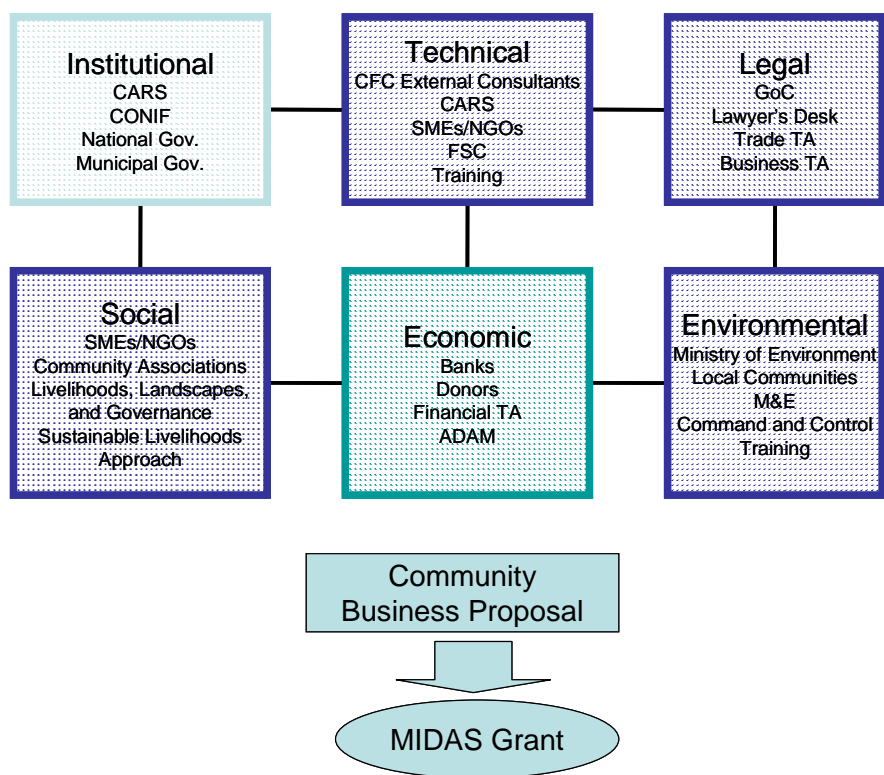 Institutional
CARS
CONIF
National Gov.
Municipal Gov.
Technical
CFC External Consultants
CARS
SMEs/NGOs
FSC
Training
Legal
GoC
Lawyer's Desk
Trade TA
Business TA
Social
SMEs/NGOs
Community Associations
Livelihoods, Landscapes,
and Governance
Sustainable Livelihoods
Approach
Economic
Banks
Donors
Financial TA
ADAM
Environmental
Ministry of Environment
Local Communities
M&E
Command and Control
Training
Community
Business Proposal
MIDAS Grant